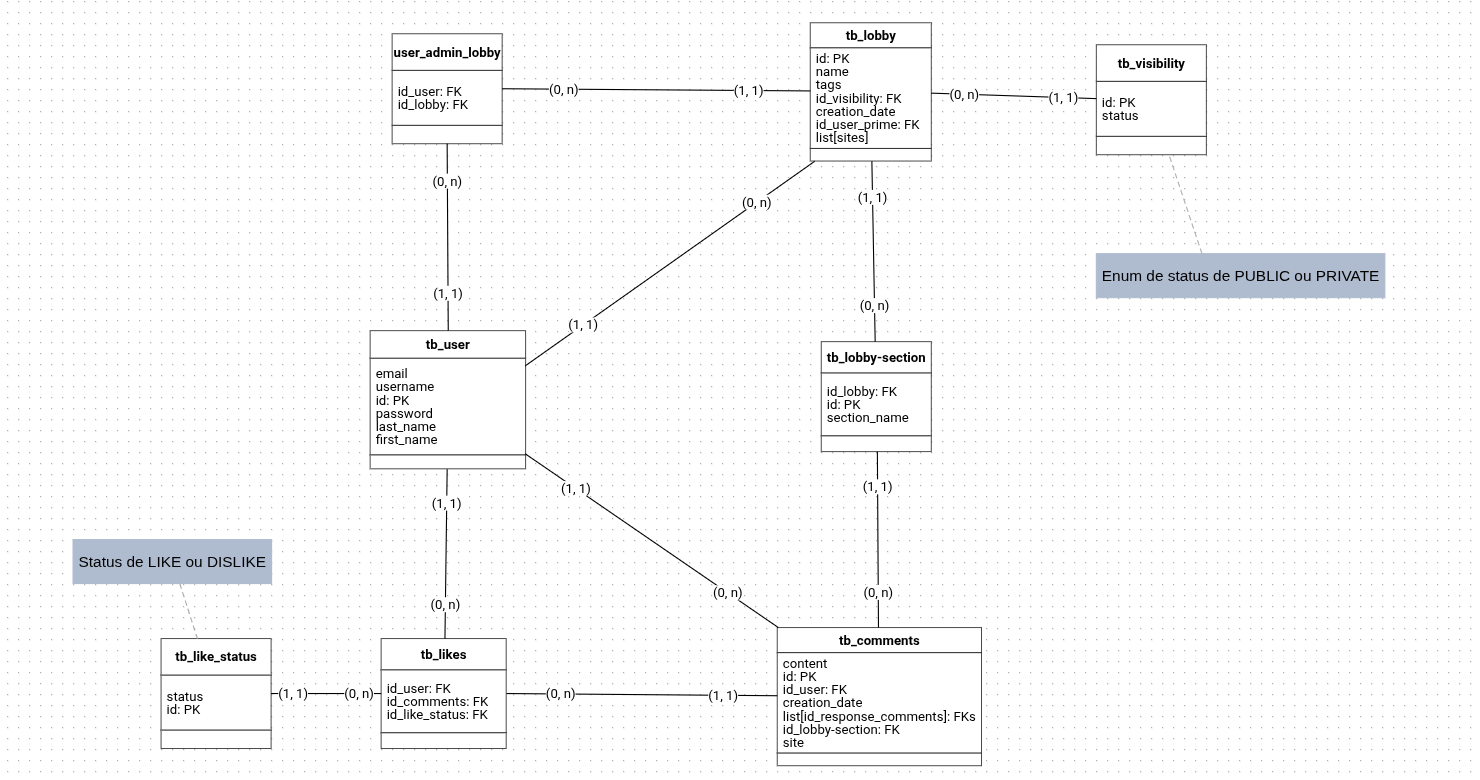 user_admin_lobby
id_user: FK
id_lobby: FK
(0, n)
(1, 1)
tb_lobby
id: PK
name
tags
id_visibility: FK
creation_date
id_user_prime: FK
list[sites]
(0, n)
(1, 1)
tb_visibility
id: PK
status
(0, n)
(0, n)
(1, 1)
Enum de status de PUBLIC ou PRIVATE
(1, 1)
(1, 1)
(0, n)
tb_user
email
username
id: PK
password
last_name
first_name
tb_lobby-section
id_lobby: FK
id: PK
section_name
(1, 1)
(1, 1)
(1, 1)
Status de LIKE ou DISLIKE
(0, n)
(0, n)
(0, n)
tb_like_status
status
id: PK
(1, 1)
(0, n)
tb_likes
id_user: FK
id_comments: FK
id_like_status: FK
(0, n)
(1, 1)
tb_comments
content
id: PK
id_user: FK
creation_date
list[id_response_comments]: FKs
id_lobby-section: FK
site